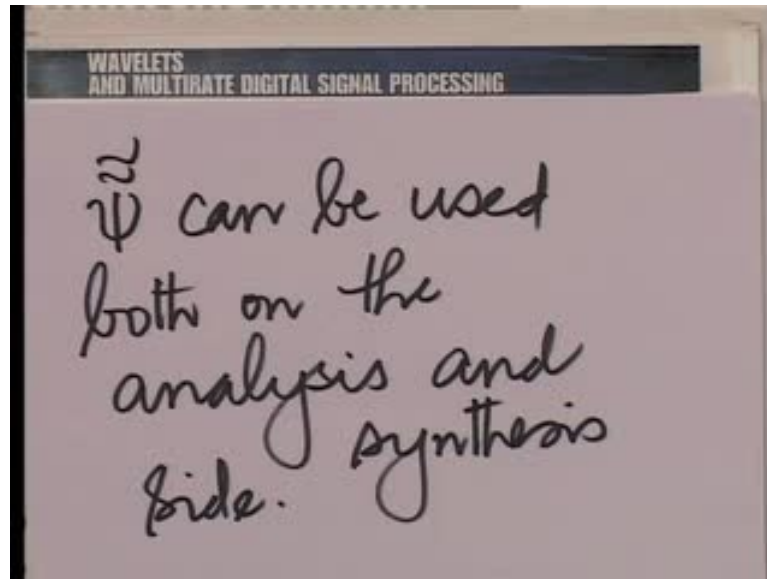 WAVELETS
AND MULTIRATE DIGITAL SIGNAL PROCESSING
ψ̃̃ can be used
both on the
analysis and
synthesis
side.